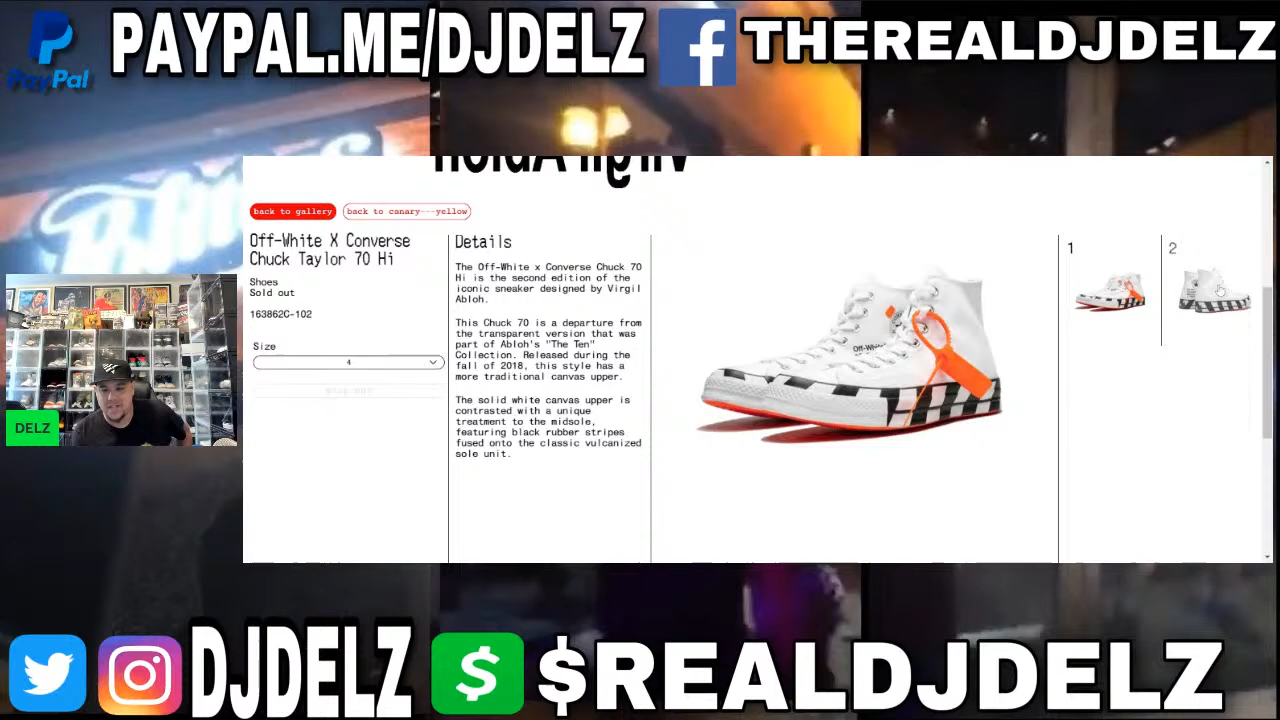 PayPal
PAYPAL.ME/DJDELZ
THEREALDJDELZ
Virgil Abloh
back to gallery
back to canary---yellow
Off-White X Converse
Chuck Taylor 70 Hi
Shoes
Sold out
163862C-102
Size
4
Details
The Off-White x Converse Chuck 70
Hi is the second edition of the
iconic sneaker designed by Virgil
Abloh.
This Chuck 70 is a departure from
the transparent version that was
part of Abloh's "The Ten"
Collection. Released during the
fall of 2018, this style has a
more traditional canvas upper.
The solid white canvas upper is
contrasted with a unique
treatment to the midsole,
featuring black rubber stripes
fused onto the classic vulcanized
sole unit.
1
2
DELZ
DJDELZ
$REALDJDELZ